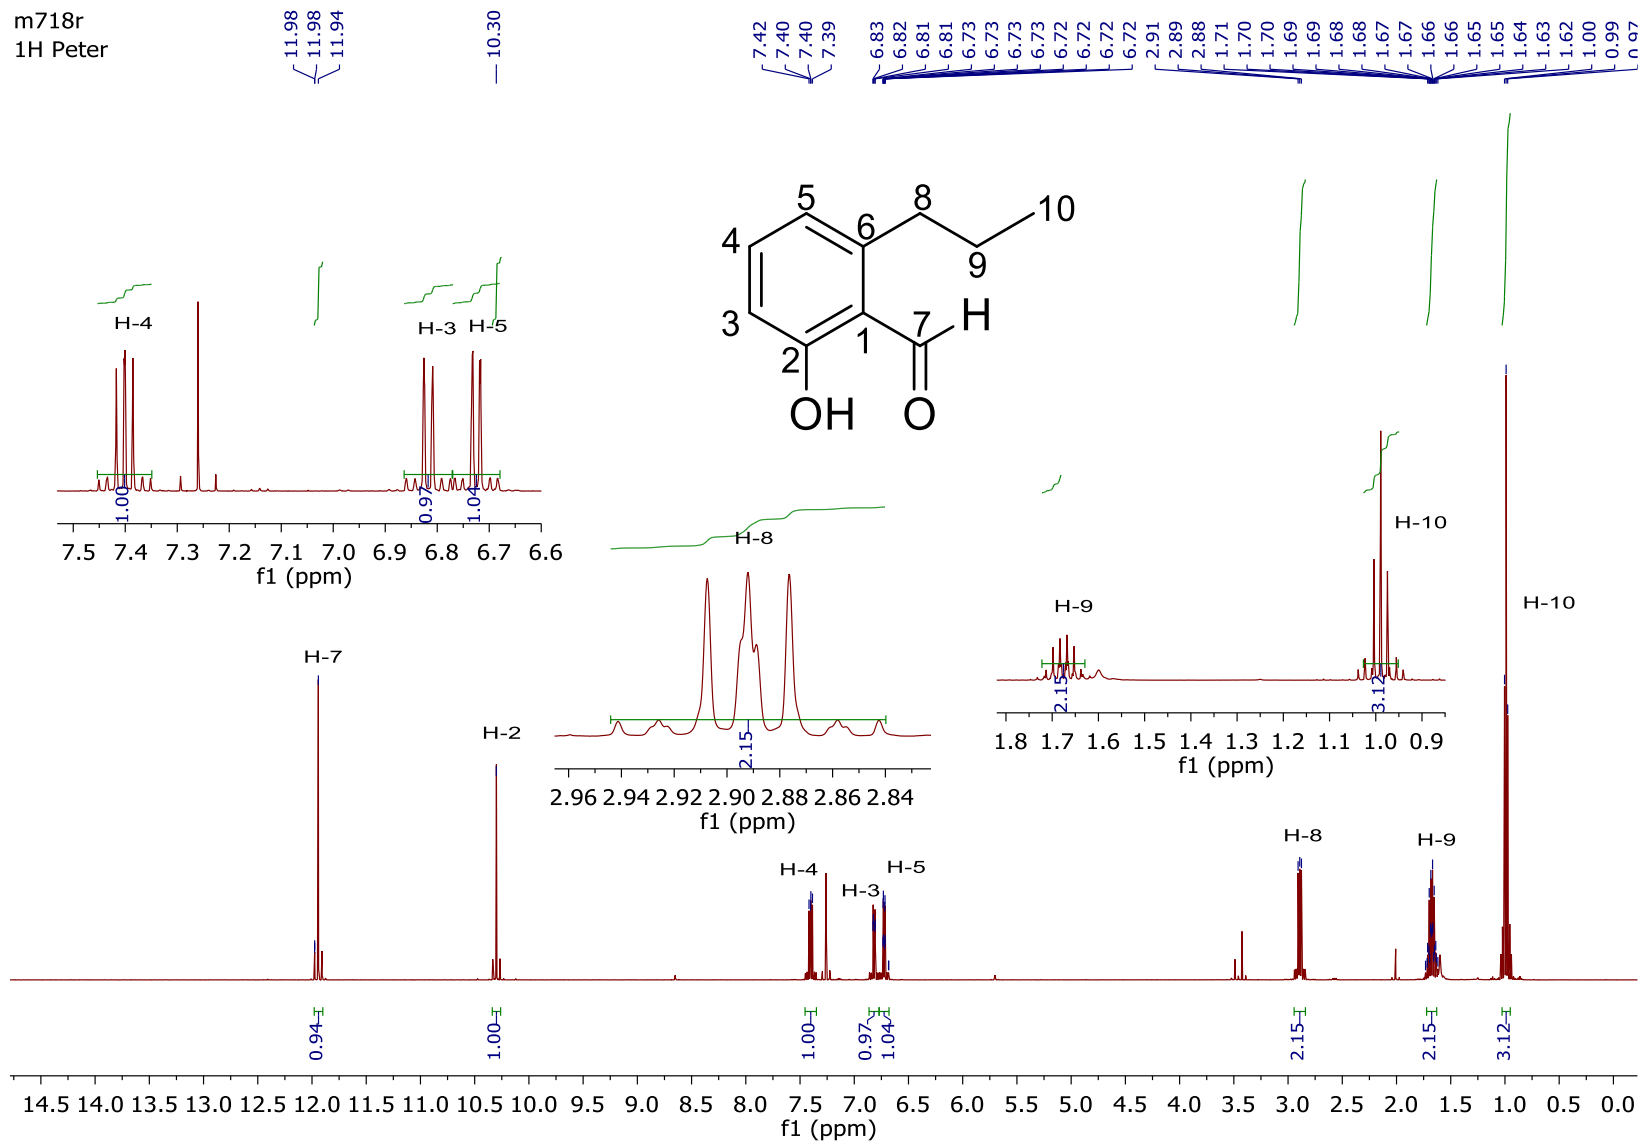 m718r
1H Peter
11.98 11.98 11.94 10.30 7.42 7.40 7.40 7.39 6.83 6.82 6.81 6.81 6.73 6.73 6.73 6.73 6.72 6.72 6.72 6.72 2.91 2.89 2.88 1.71 1.70 1.70 1.69 1.69 1.68 1.68 1.67 1.67 1.66 1.66 1.65 1.65 1.64 1.63 1.62 1.00 0.99 0.97
H-4 H-3 H-5
1.00 0.97 1.04
7.5 7.4 7.3 7.2 7.1 7.0 6.9 6.8 6.7 6.6
f1 (ppm)
5 8 10
4 6 9
3 7 H
2 1
OH O
H-8
2.15
2.96 2.94 2.92 2.90 2.88 2.86 2.84
f1 (ppm)
H-10
H-9
2.15 3.12
1.8 1.7 1.6 1.5 1.4 1.3 1.2 1.1 1.0 0.9
f1 (ppm)
H-10
H-7
H-2
H-8 H-9
H-4 H-3 H-5
0.94 1.00 1.00 0.97 1.04 2.15 2.15 3.12
14.5 14.0 13.5 13.0 12.5 12.0 11.5 11.0 10.5 10.0 9.5 9.0 8.5 8.0 7.5 7.0 6.5 6.0 5.5 5.0 4.5 4.0 3.5 3.0 2.5 2.0 1.5 1.0 0.5 0.0
f1 (ppm)